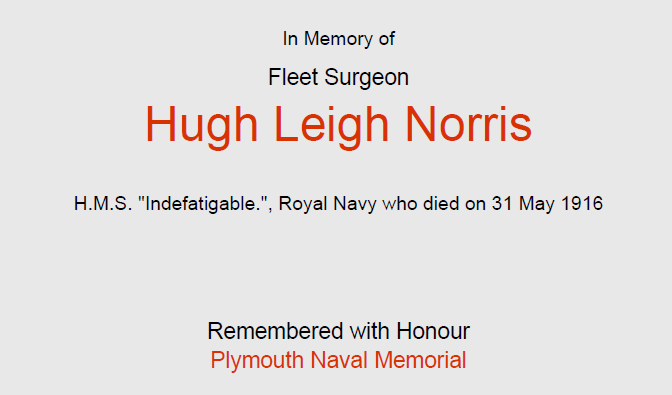 In Memory of
Fleet Surgeon
Hugh Leigh Norris
H.M.S. "Indefatigable.", Royal Navy who died on 31 May 1916
Remembered with Honour
Plymouth Naval Memorial